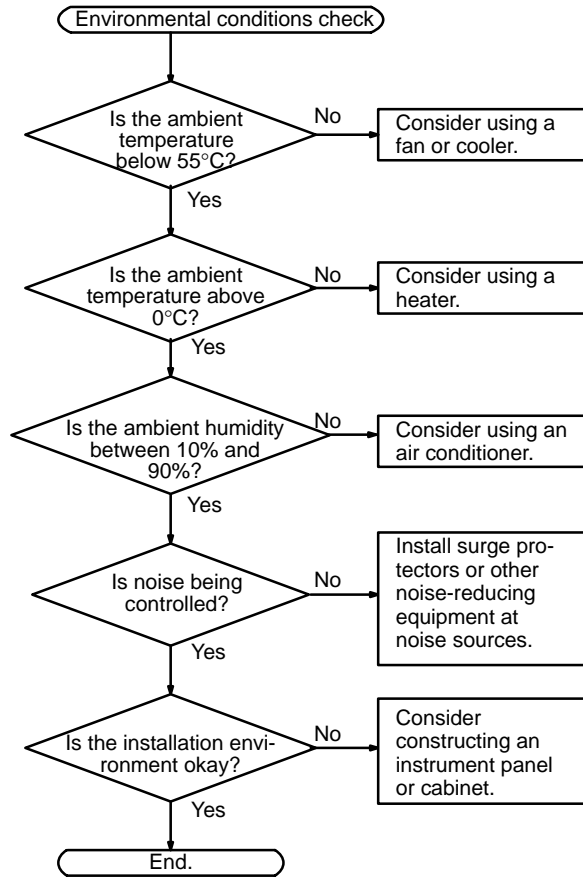 Environmental conditions check
Is the ambient
temperature
below 55°C?
No
Consider using a
fan or cooler.
Yes
Is the ambient
temperature above
0°C?
No
Consider using a
heater.
Yes
Is the ambient humidity
between 10% and
90%?
No
Consider using an
air conditioner.
Yes
Is noise being
controlled?
No
Install surge pro-
tectors or other
noise-reducing
equipment at
noise sources.
Yes
Is the installation envi-
ronment okay?
No
Consider
constructing an
instrument panel
or cabinet.
Yes
End.